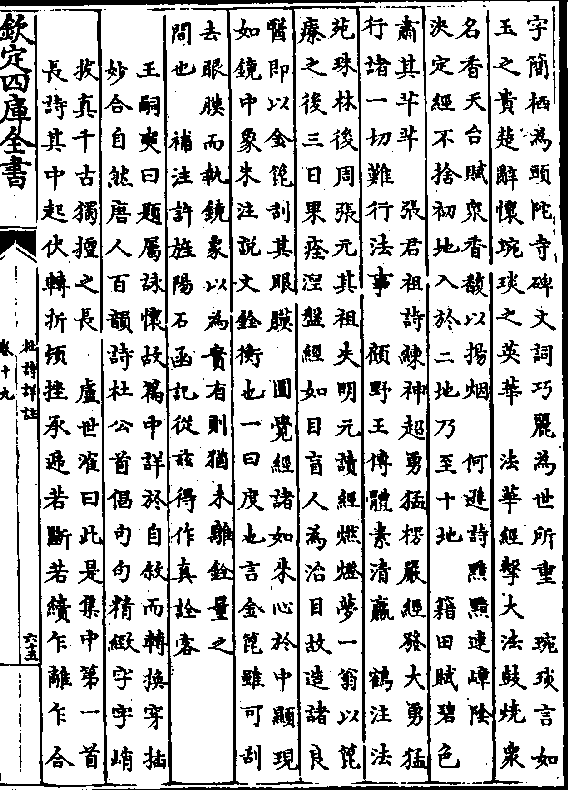 字簡栖為頭陀寺碑文詞巧麗為世所重　琬琰言如
玉之貴楚辭懷琬琰之英華　法華經擊大法鼓燒衆
名香天台賦衆香馥以揚烟　何遜詩㸃㸃連嶂陰
決定經不捨初地入於二地乃至十地　籍田賦碧色
肅其芊芊　張君祖詩練神超勇猛楞嚴經發大勇猛
行諸一切難行法事　顧野王傳體素清羸　鶴注法
苑珠林後周張元其祖失明元讀經燃燈夢一翁以箆
療之後三日果痊涅盤經如目盲人為治目故造諸良
醫即以金箆刮其眼膜　圓覺經諸如來心於中顯現
如鏡中象朱注説文銓衡也一曰度也言金箆雖可刮
去眼膜而執鏡象以為實有則猶未離銓量之
間也　補注許旌陽石函記從兹得作真詮客
王嗣奭曰題屬詠懷故篇中詳於自敘而轉換穿插
妙合自然唐人百韻詩杜公首倡句句精緻字字峭
拔真千古獨擅之長　盧世㴶曰此是集中第一首
長詩其中起伏轉折頓挫承遞若斷若續乍離乍合
欽定四庫全書
杜詩詳註
卷十九
六十五